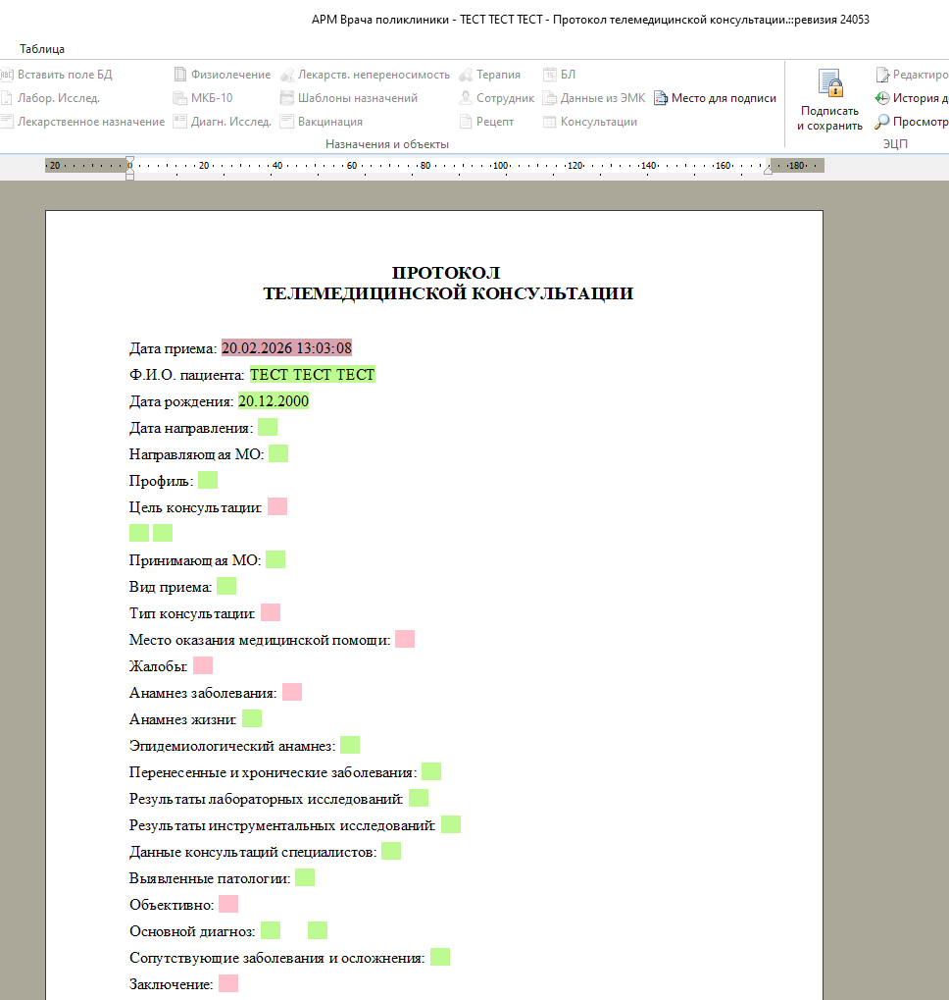 АРМ Врача поликлиники - ТЕСТ ТЕСТ ТЕСТ - Протокол телемедицинской консультации.::ревизия 24053
Таблица
Вставить поле БД Физиолечение Лекарств. непереносимость Терапия 15 БЛ Редактиро
Лабор. Исслед. МКБ-10 Шаблоны назначений Сотрудник Данные из ЭМК Место для подписи Подписать и сохранить История д
Лекарственное назначение Диагн. Исслед. Вакцинация Рецепт Консультации Просмотр
Назначения и объекты ЭЦП
20 0 20 40 60 80 100 120 140 160 180
ПРОТОКОЛ
ТЕЛЕМЕДИЦИНСКОЙ КОНСУЛЬТАЦИИ
Дата приема: 20.02.2026 13:03:08
Ф.И.О. пациента: ТЕСТ ТЕСТ ТЕСТ
Дата рождения: 20.12.2000
Дата направления:
Направляющая МО:
Профиль:
Цель консультации:
Принимающая МО:
Вид приема:
Тип консультации:
Место оказания медицинской помощи:
Жалобы:
Анамнез заболевания:
Анамнез жизни:
Эпидемиологический анамнез:
Перенесенные и хронические заболевания:
Результаты лабораторных исследований:
Результаты инструментальных исследований:
Данные консультаций специалистов:
Выявленные патологии:
Объективно:
Основной диагноз:
Сопутствующие заболевания и осложнения:
Заключение: